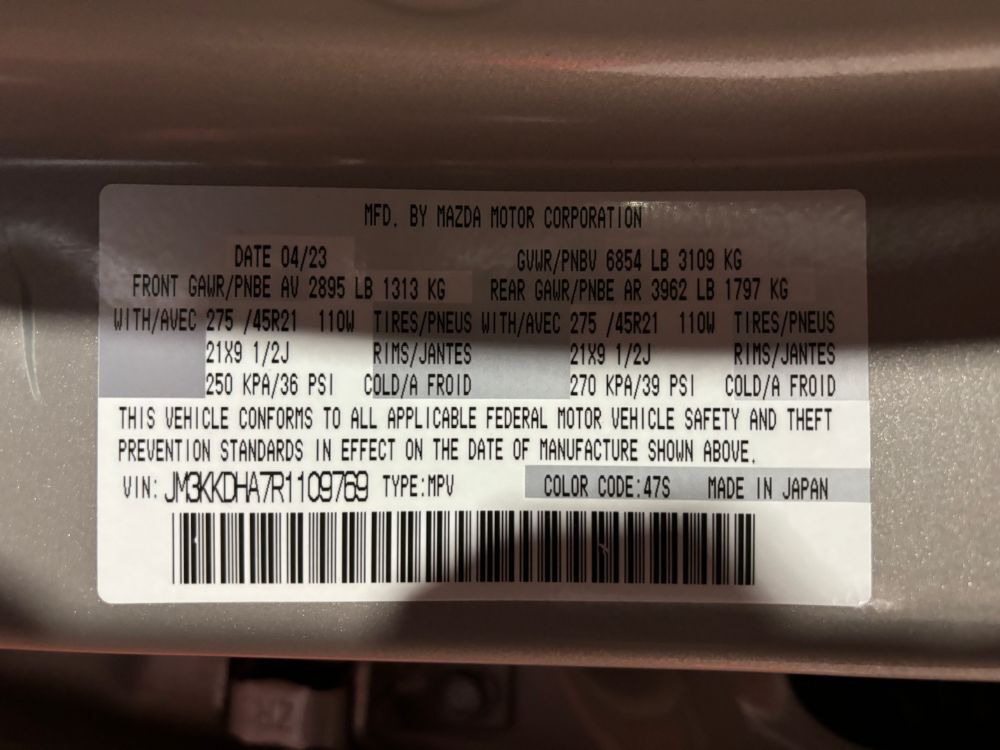 MFD. BY MAZDA MOTOR CORPORATION
DATE 04/23 GVWR/PNBV 6854 LB 3109 KG
FRONT GAWR/PNBE AV 2895 LB 1313 KG REAR GAWR/PNBE AR 3962 LB 1797 KG
WITH/AVEC 275 /45R21 110W TIRES/PNEUS WITH/AVEC 275 /45R21 110W TIRES/PNEUS
21X9 1/2J RIMS/JANTES 21X9 1/2J RIMS/JANTES
250 KPA/36 PSI COLD/A FROID 270 KPA/39 PSI COLD/A FROID
THIS VEHICLE CONFORMS TO ALL APPLICABLE FEDERAL MOTOR VEHICLE SAFETY AND THEFT
PREVENTION STANDARDS IN EFFECT ON THE DATE OF MANUFACTURE SHOWN ABOVE.
VIN: JM3KKDHA7R1109769 TYPE:MPV COLOR CODE:47S MADE IN JAPAN